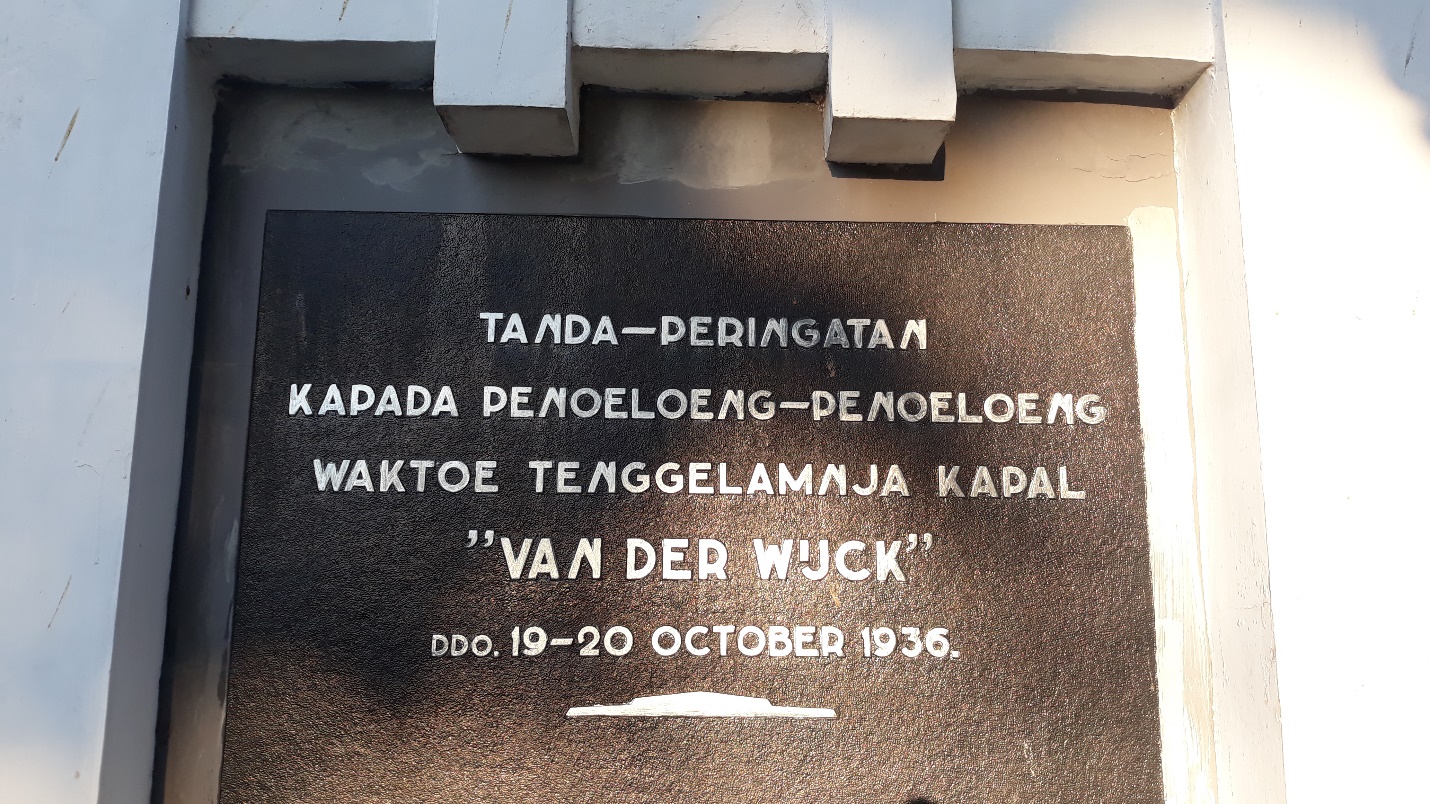 TANDA-PERINGATAN
KAPADA PENOELOENG-PENOELOENG
WAKTOE TENGGELAMNJA KAPAL
"VAN DER WIJCK"
DDO. 19-20 OCTOBER 1936.